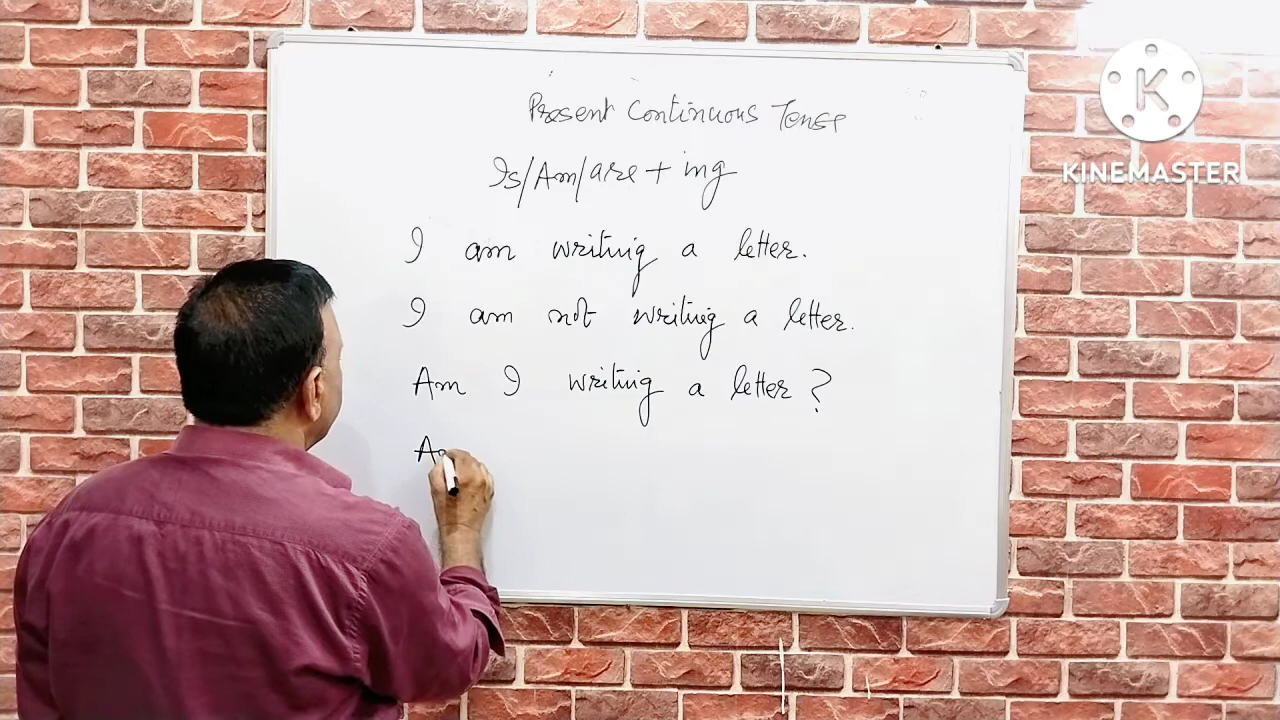 Present Continuous Tense
Is/Am/are + ing
I am writing a letter.
I am not writing a letter.
Am I writing a letter?
A
K
KINEMASTER